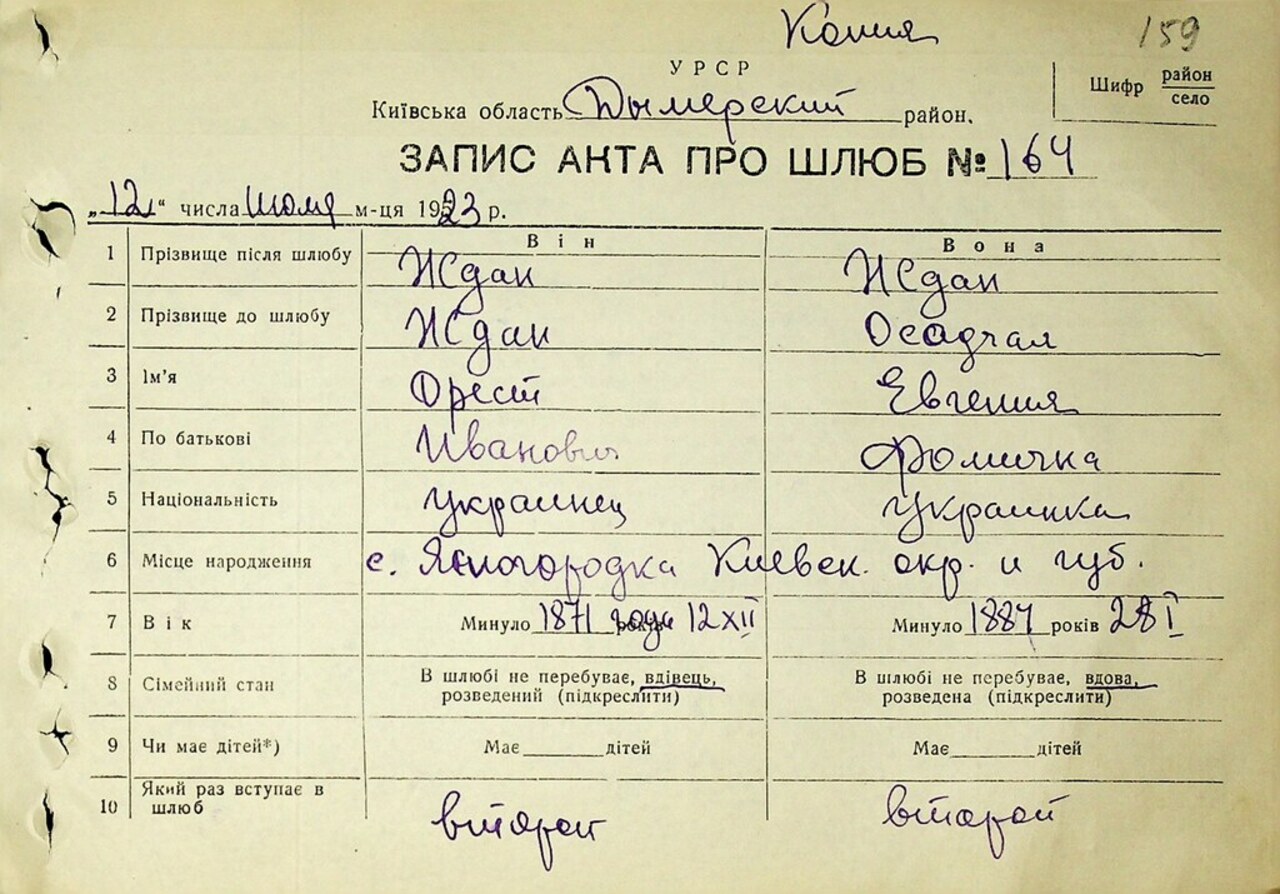 Копия
159
УРСР
Київська область Дымерский район.
Шифр район
село
ЗАПИС АКТА ПРО ШЛЮБ № 164
„12“ числа июля м-ця 1923 р.
Він Вона
1 Прізвище після шлюбу Ждан Ждан
2 Прізвище до шлюбу Ждан Осадчая
3 Ім'я Орест Евгения
4 По батькові Иванович Фомична
5 Національність украинец украинка
6 Місце народження с. Ясногородка Киевск. окр. и губ.
7 Вік Минуло 1871 года 12 XII Минуло 1884 років 28 I
8 Сімейний стан В шлюбі не перебуває, вдівець, розведений (підкреслити) В шлюбі не перебуває, вдова, розведена (підкреслити)
9 Чи має дітей*) Має дітей Має дітей
10 Який раз вступає в шлюб второй второй